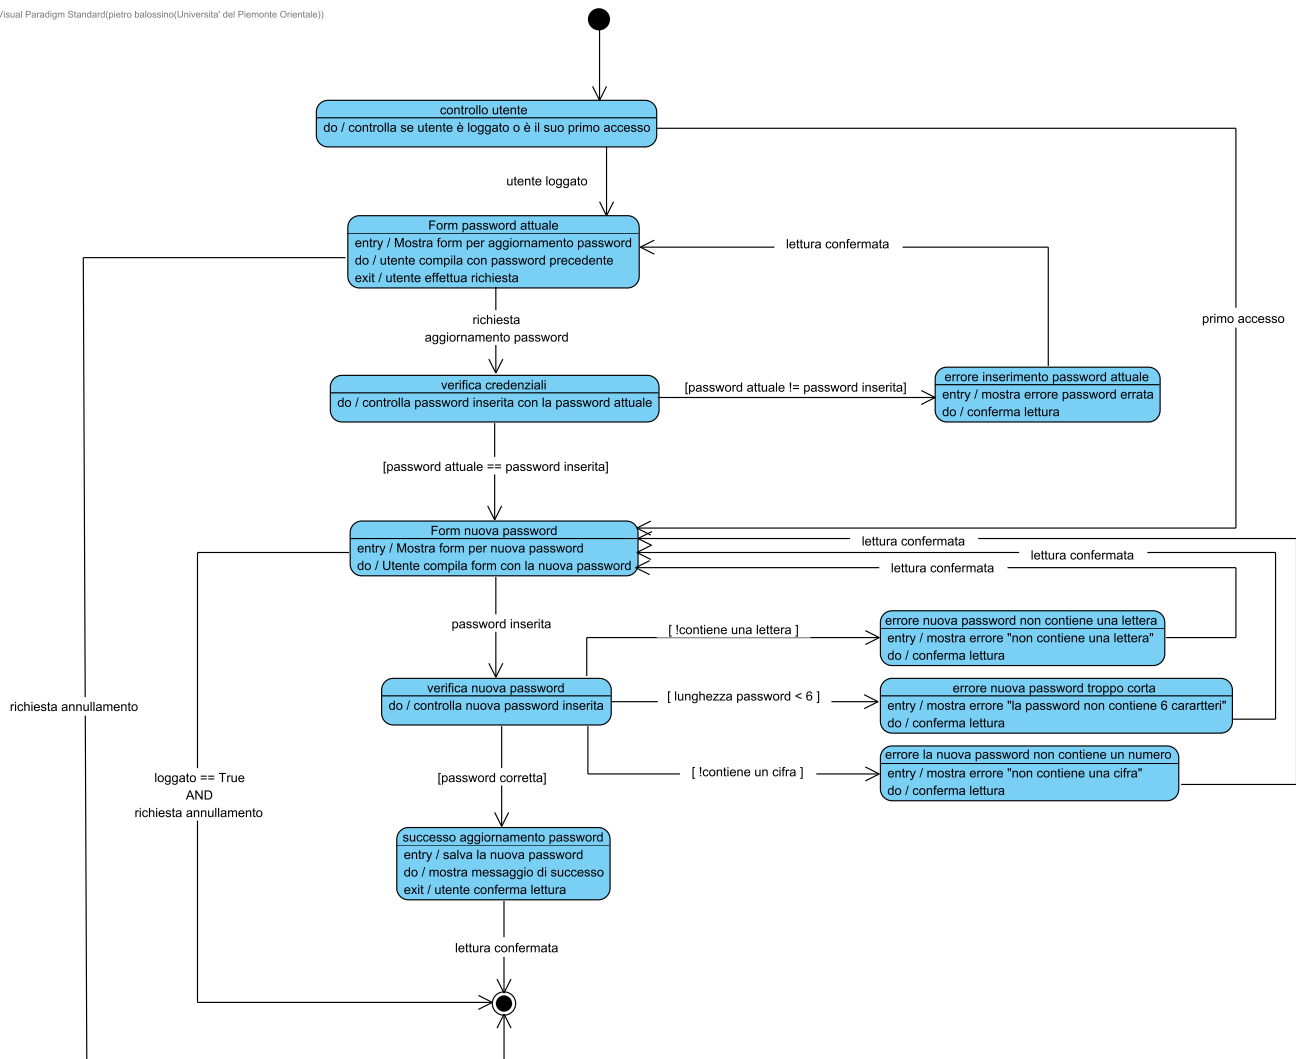 Visual Paradigm Standard(pietro balossino(Universita' del Piemonte Orientale))
controllo utente
do / controlla se utente è loggato o è il suo primo accesso
utente loggato
Form password attuale
entry / Mostra form per aggiornamento password
do / utente compila con password precedente
exit / utente effettua richiesta
lettura confermata
primo accesso
richiesta
aggiornamento password
verifica credenziali
do / controlla password inserita con la password attuale
[password attuale != password inserita]
errore inserimento password attuale
entry / mostra errore password errata
do / conferma lettura
[password attuale == password inserita]
Form nuova password
entry / Mostra form per nuova password
do / Utente compila form con la nuova password
lettura confermata
lettura confermata
lettura confermata
password inserita
[ !contiene una lettera ]
errore nuova password non contiene una lettera
entry / mostra errore "non contiene una lettera"
do / conferma lettura
verifica nuova password
do / controlla nuova password inserita
[ lunghezza password < 6 ]
errore nuova password troppo corta
entry / mostra errore "la password non contiene 6 carartteri"
do / conferma lettura
richiesta annullamento
[ !contiene un cifra ]
errore la nuova password non contiene un numero
entry / mostra errore "non contiene una cifra"
do / conferma lettura
loggato == True
AND
richiesta annullamento
[password corretta]
successo aggiornamento password
entry / salva la nuova password
do / mostra messaggio di successo
exit / utente conferma lettura
lettura confermata